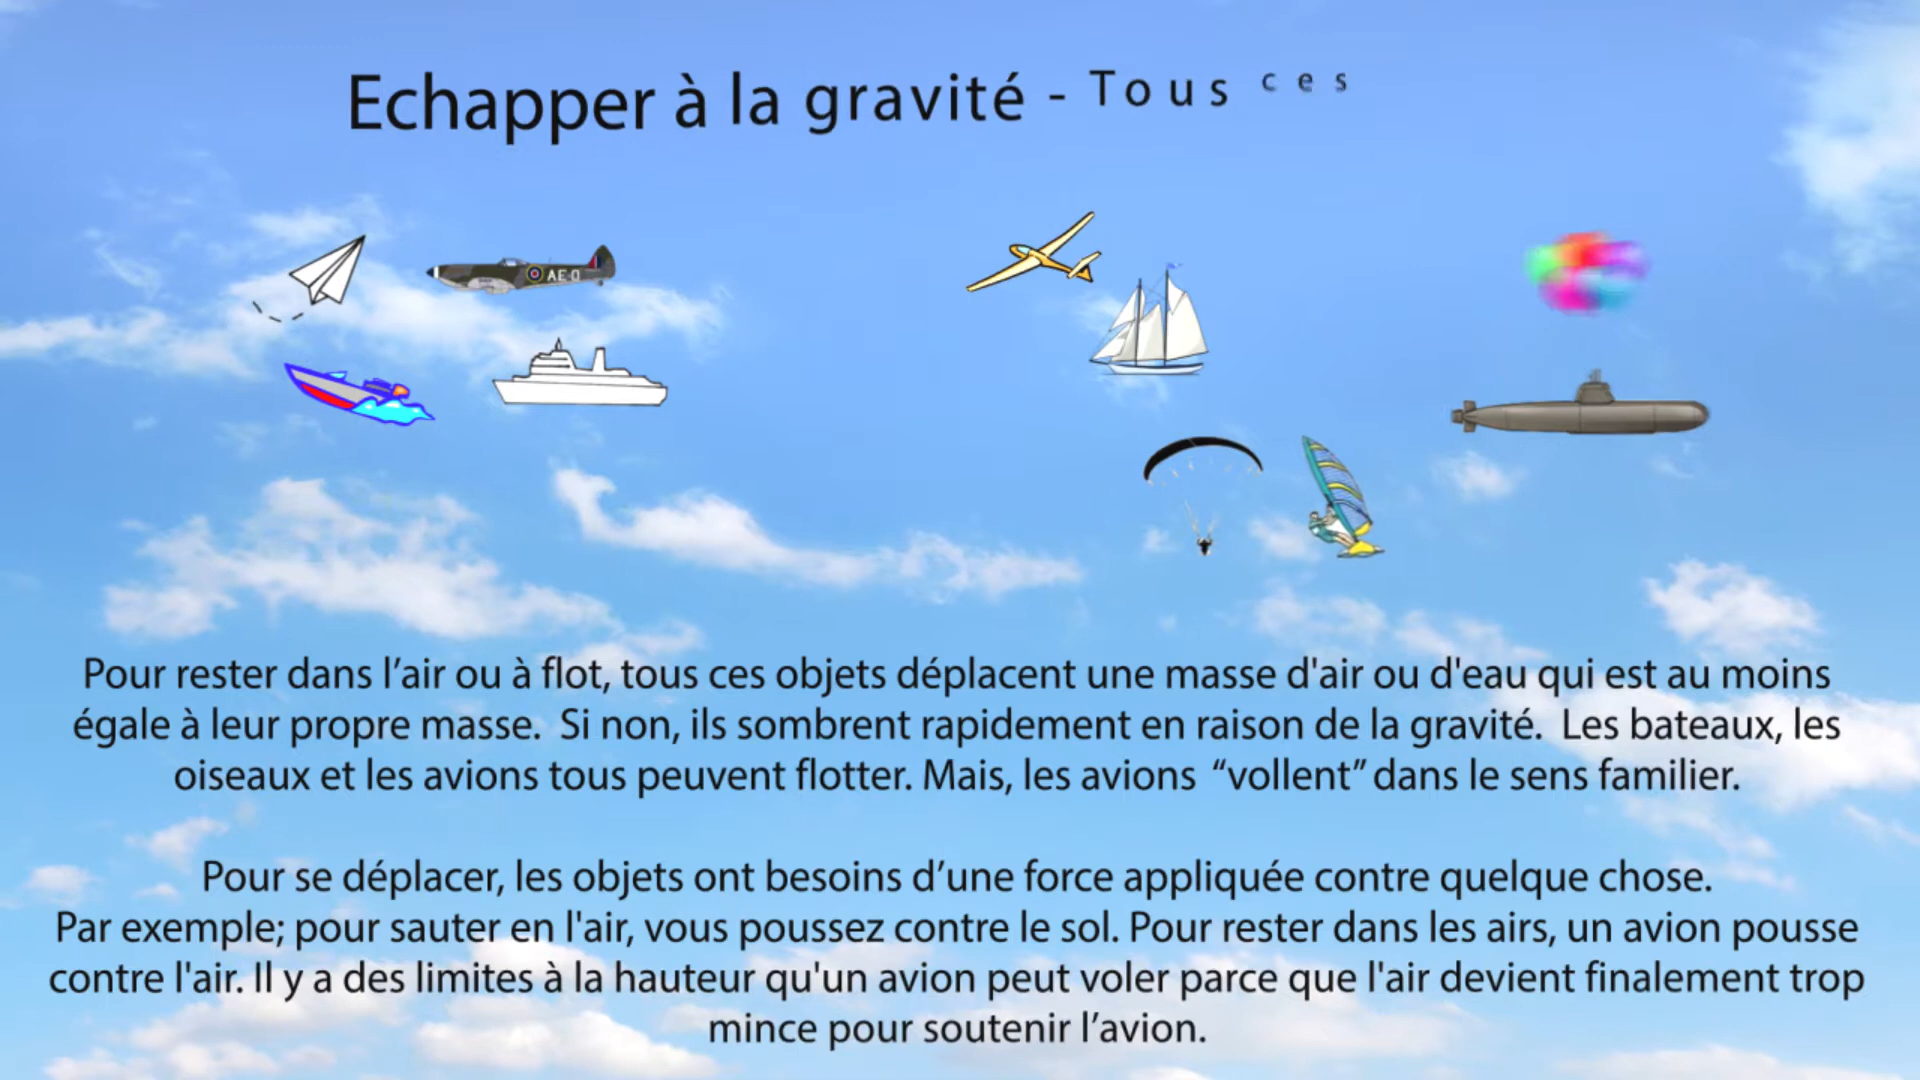 Echapper à la gravité - Tous ces
AE-O
Pour rester dans l’air ou à flot, tous ces objets déplacent une masse d'air ou d'eau qui est au moins
égale à leur propre masse.  Si non, ils sombrent rapidement en raison de la gravité.  Les bateaux, les
oiseaux et les avions tous peuvent flotter. Mais, les avions  “vollent” dans le sens familier.
Pour se déplacer, les objets ont besoins d’une force appliquée contre quelque chose.
Par exemple; pour sauter en l'air, vous poussez contre le sol. Pour rester dans les airs, un avion pousse
contre l'air. Il y a des limites à la hauteur qu'un avion peut voler parce que l'air devient finalement trop
mince pour soutenir l’avion.